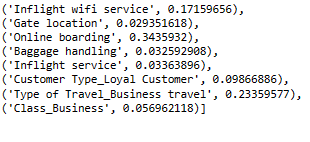 ('Inflight wifi service', 0.17159656),
('Gate location', 0.029351618),
('Online boarding', 0.3435932),
('Baggage handling', 0.032592908),
('Inflight service', 0.03363896),
('Customer Type_Loyal Customer', 0.09866886),
('Type of Travel_Business travel', 0.23359577),
('Class_Business', 0.056962118)]